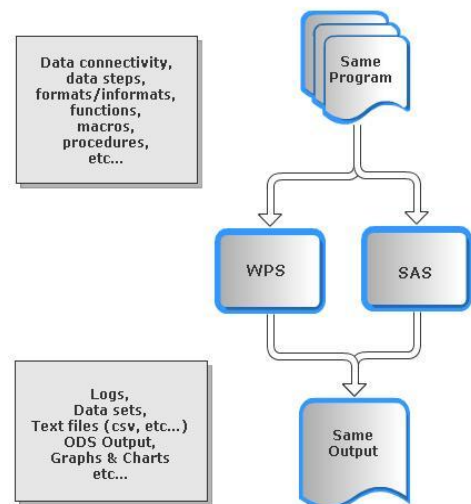 Data connectivity,
data steps,
formats/informats,
functions,
macros,
procedures,
etc...
Same
Program
WPS
SAS
Logs,
Data sets,
Text files (csv, etc...)
ODS Output,
Graphs & Charts
etc...
Same
Output